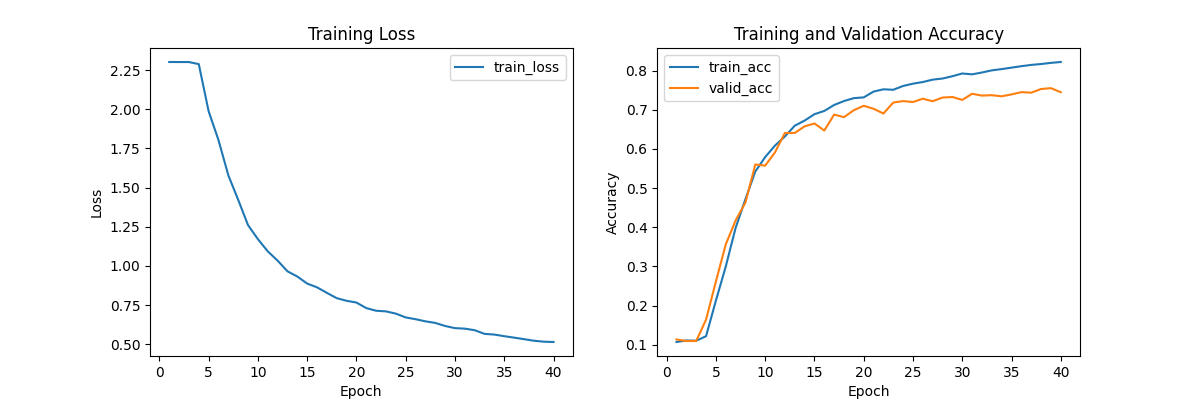 Training Loss
train_loss
2.25
2.00
1.75
1.50
1.25
1.00
0.75
0.50
Loss
0 5 10 15 20 25 30 35 40
Epoch
Training and Validation Accuracy
train_acc
valid_acc
0.8
0.7
0.6
0.5
0.4
0.3
0.2
0.1
Accuracy
0 5 10 15 20 25 30 35 40
Epoch